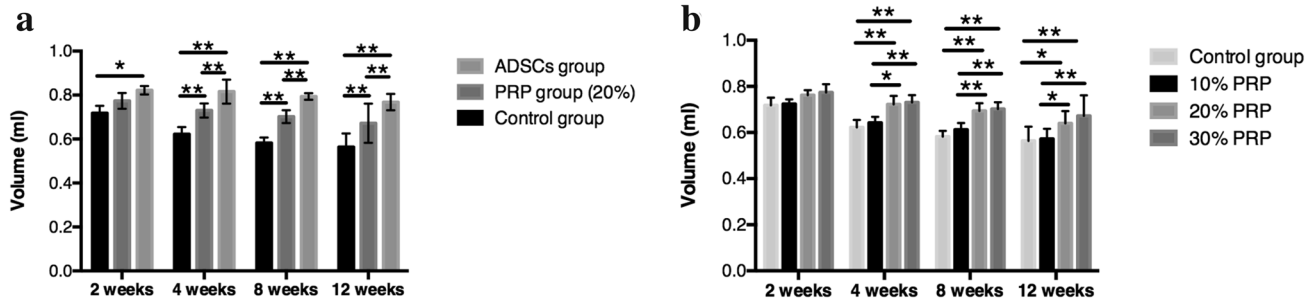 a
Volume (ml)
1.0
0.8
0.6
0.4
0.2
0.0
*
**
**
**
**
**
**
**
**
**
2 weeks
4 weeks
8 weeks
12 weeks
ADSCs group
PRP group (20%)
Control group
b
Volume (ml)
1.0
0.8
0.6
0.4
0.2
0.0
**
**
**
*
**
**
**
**
**
*
**
*
2 weeks
4 weeks
8 weeks
12 weeks
Control group
10% PRP
20% PRP
30% PRP